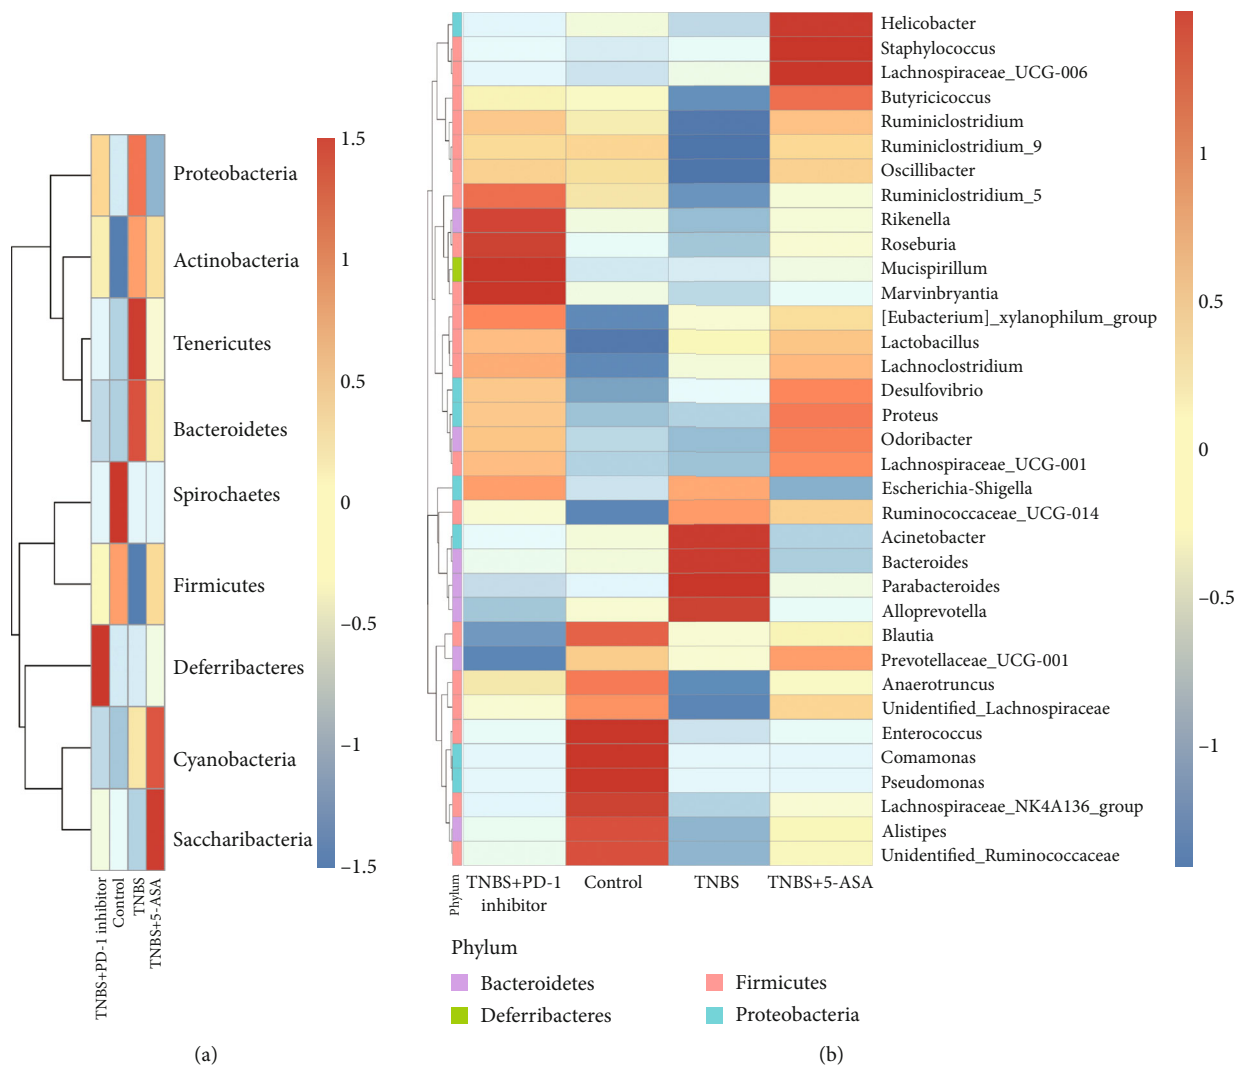 Proteobacteria
Actinobacteria
Tenericutes
Bacteroidetes
Spirochaetes
Firmicutes
Deferribacteres
Cyanobacteria
Saccharibacteria
TNBS+PD-1 inhibitor
Control
TNBS
TNBS+5-ASA
1.5
1
0.5
0
−0.5
−1
−1.5
(a)
Helicobacter
Staphylococcus
Lachnospiraceae_UCG-006
Butyricicoccus
Ruminiclostridium
Ruminiclostridium_9
Oscillibacter
Ruminiclostridium_5
Rikenella
Roseburia
Mucispirillum
Marvinbryantia
[Eubacterium]_xylanophilum_group
Lactobacillus
Lachnoclostridium
Desulfovibrio
Proteus
Odoribacter
Lachnospiraceae_UCG-001
Escherichia-Shigella
Ruminococcaceae_UCG-014
Acinetobacter
Bacteroides
Parabacteroides
Alloprevotella
Blautia
Prevotellaceae_UCG-001
Anaerotruncus
Unidentified_Lachnospiraceae
Enterococcus
Comamonas
Pseudomonas
Lachnospiraceae_NK4A136_group
Alistipes
Unidentified_Ruminococcaceae
Phylum
TNBS+PD-1
inhibitor
Control
TNBS
TNBS+5-ASA
1
0.5
0
−0.5
−1
Phylum
Bacteroidetes
Firmicutes
Deferribacteres
Proteobacteria
(b)